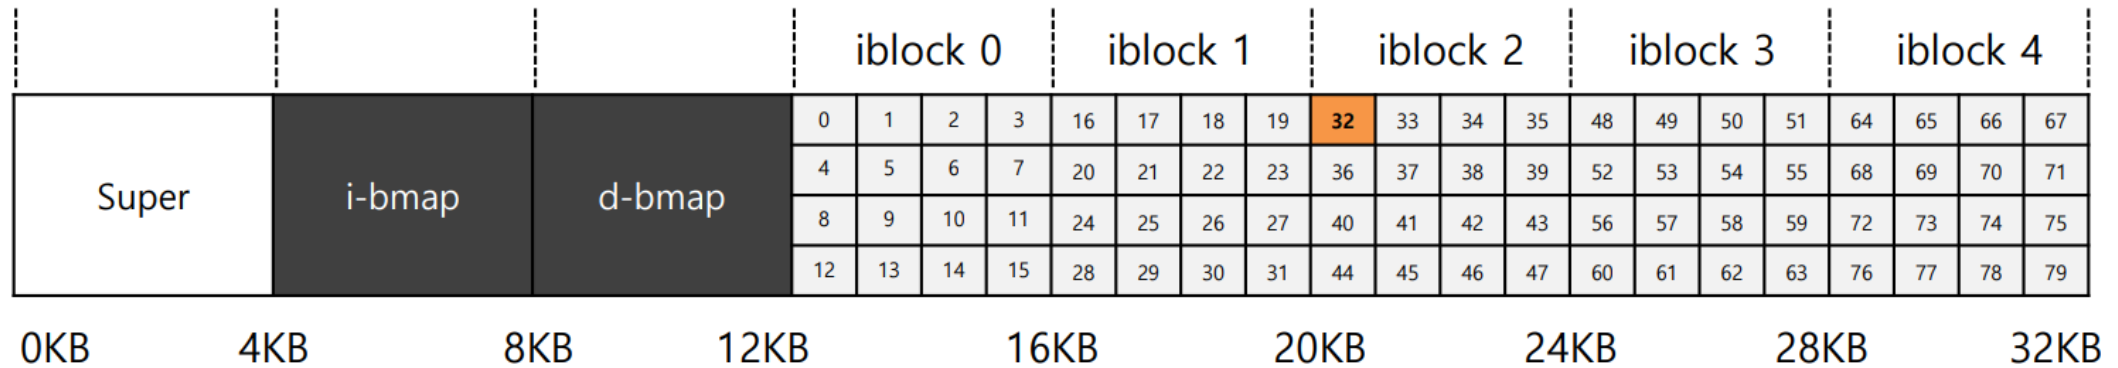 iblock 0 iblock 1 iblock 2 iblock 3 iblock 4
0 1 2 3 16 17 18 19 32 33 34 35 48 49 50 51 64 65 66 67
4 5 6 7 20 21 22 23 36 37 38 39 52 53 54 55 68 69 70 71
Super i-bmap d-bmap
8 9 10 11 24 25 26 27 40 41 42 43 56 57 58 59 72 73 74 75
12 13 14 15 28 29 30 31 44 45 46 47 60 61 62 63 76 77 78 79
0KB 4KB 8KB 12KB 16KB 20KB 24KB 28KB 32KB